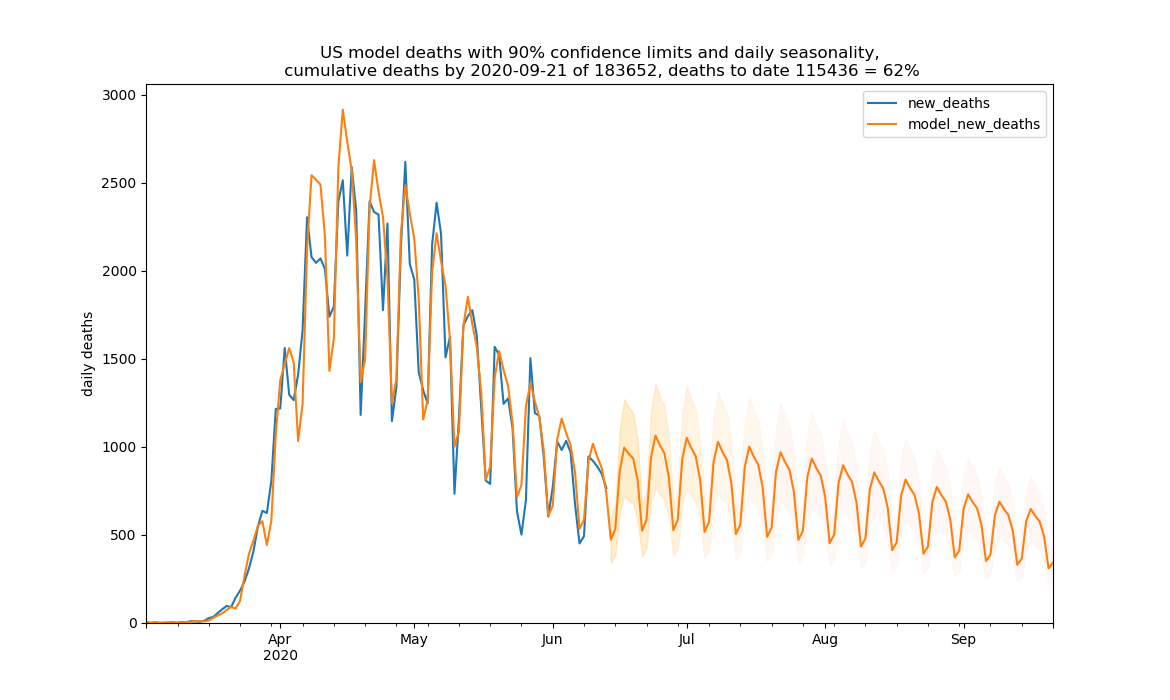 US model deaths with 90% confidence limits and daily seasonality,
cumulative deaths by 2020-09-21 of 183652, deaths to date 115436 = 62%
new_deaths
model_new_deaths
daily deaths
3000
2500
2000
1500
1000
500
0
Apr
2020
May
Jun
Jul
Aug
Sep